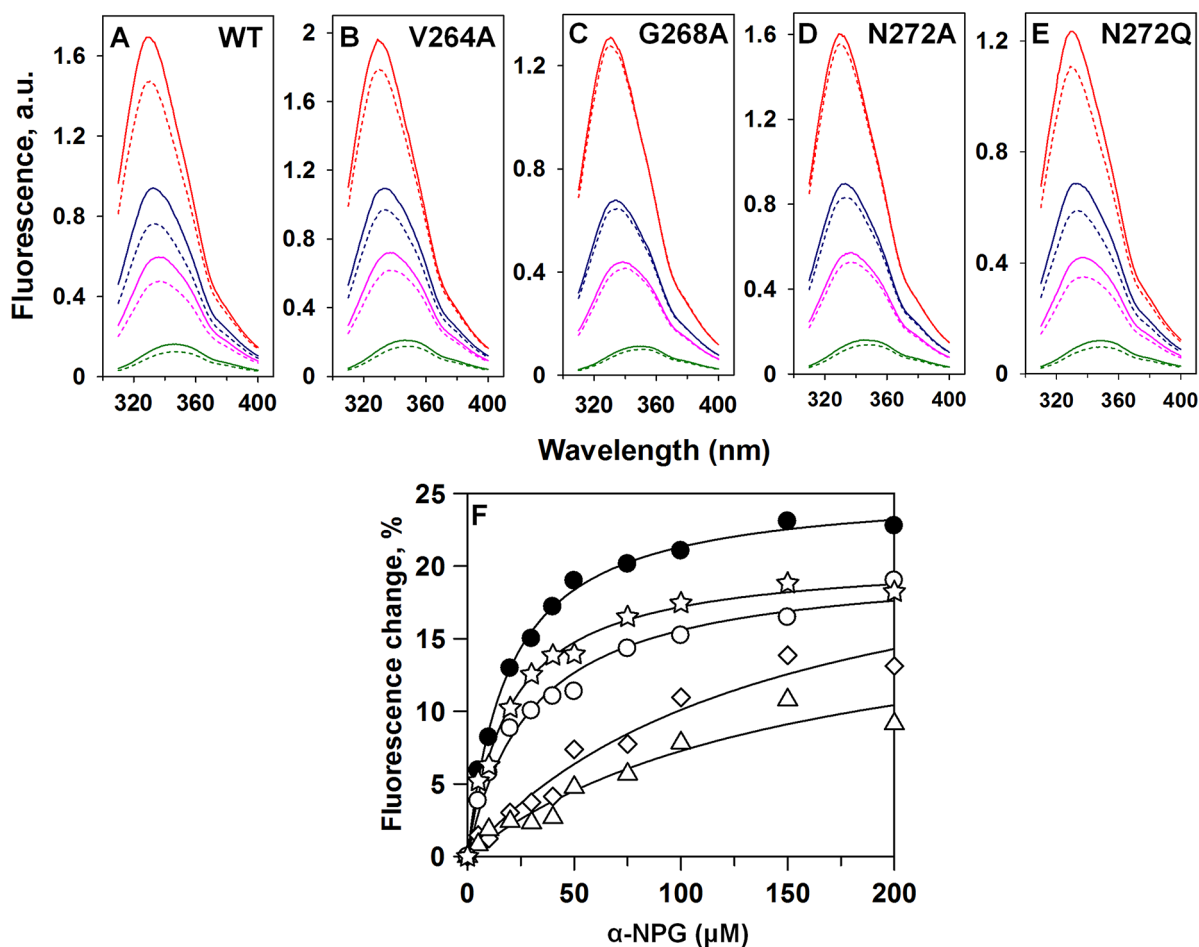 A WT
B V264A
C G268A
D N272A
E N272Q
Fluorescence, a.u.
1.6
1.2
0.8
0.4
0
2
1.6
1.2
0.8
0.4
0
1.2
0.8
0.4
0
1.6
1.2
0.8
0.4
0
1.2
0.8
0.4
0
320 360 400
320 360 400
320 360 400
320 360 400
320 360 400
Wavelength (nm)
F
Fluorescence change, %
25
20
15
10
5
0
0 50 100 150 200
α-NPG (µM)